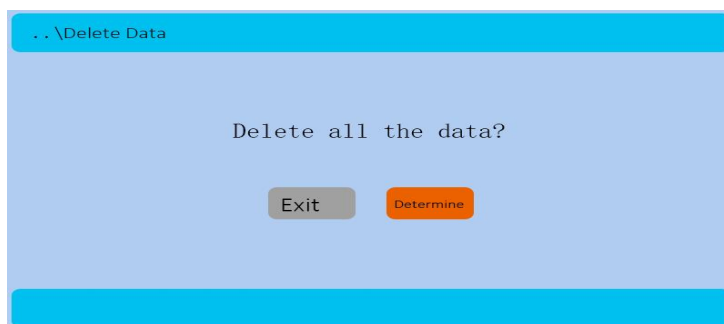 ..\Delete Data
Delete all the data?
Exit
Determine